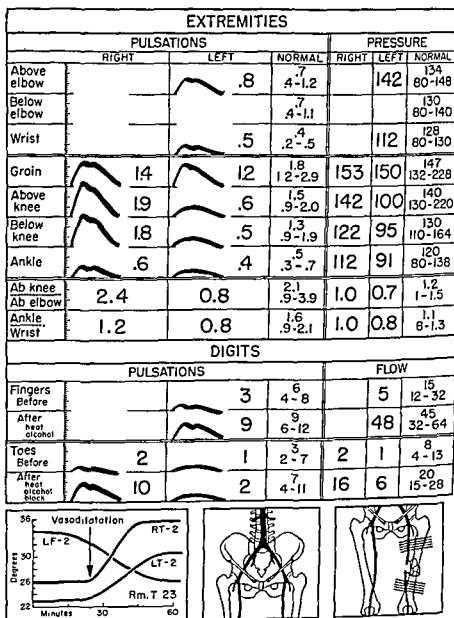 EXTREMITIES
PULSATIONS PRESSURE
RIGHT LEFT NORMAL RIGHT LEFT NORMAL
Above elbow .8 .7 .4-1.2 142 134 80-148
Below elbow .7 .4-1.1 130 80-140
Wrist .5 .4 .2-.5 112 128 80-130
Groin 1.4 1.2 1.8 1.2-2.9 153 150 147 132-228
Above knee 1.9 .6 1.5 .9-2.0 142 100 140 130-220
Below knee 1.8 .5 1.3 .9-1.9 122 95 130 110-164
Ankle .6 .4 .5 .3-.7 112 91 120 80-138
Ab knee Ab elbow 2.4 0.8 2.1 .9-3.9 1.0 0.7 1.2 1-1.5
Ankle Wrist 1.2 0.8 1.6 .9-2.1 1.0 0.8 1.1 .8-1.3
DIGITS
PULSATIONS FLOW
Fingers Before 3 6 4-8 5 15 12-32
After heat alcohol 9 9 6-12 48 45 32-64
Toes Before 2 1 3 2-7 2 1 8 4-13
After heat alcohol block 10 2 7 4-11 16 6 20 15-28
36
Vasodilatation
RT-2
LF-2
Degrees
30
LT-2
26
Rm. T 23
22
Minutes 30 60